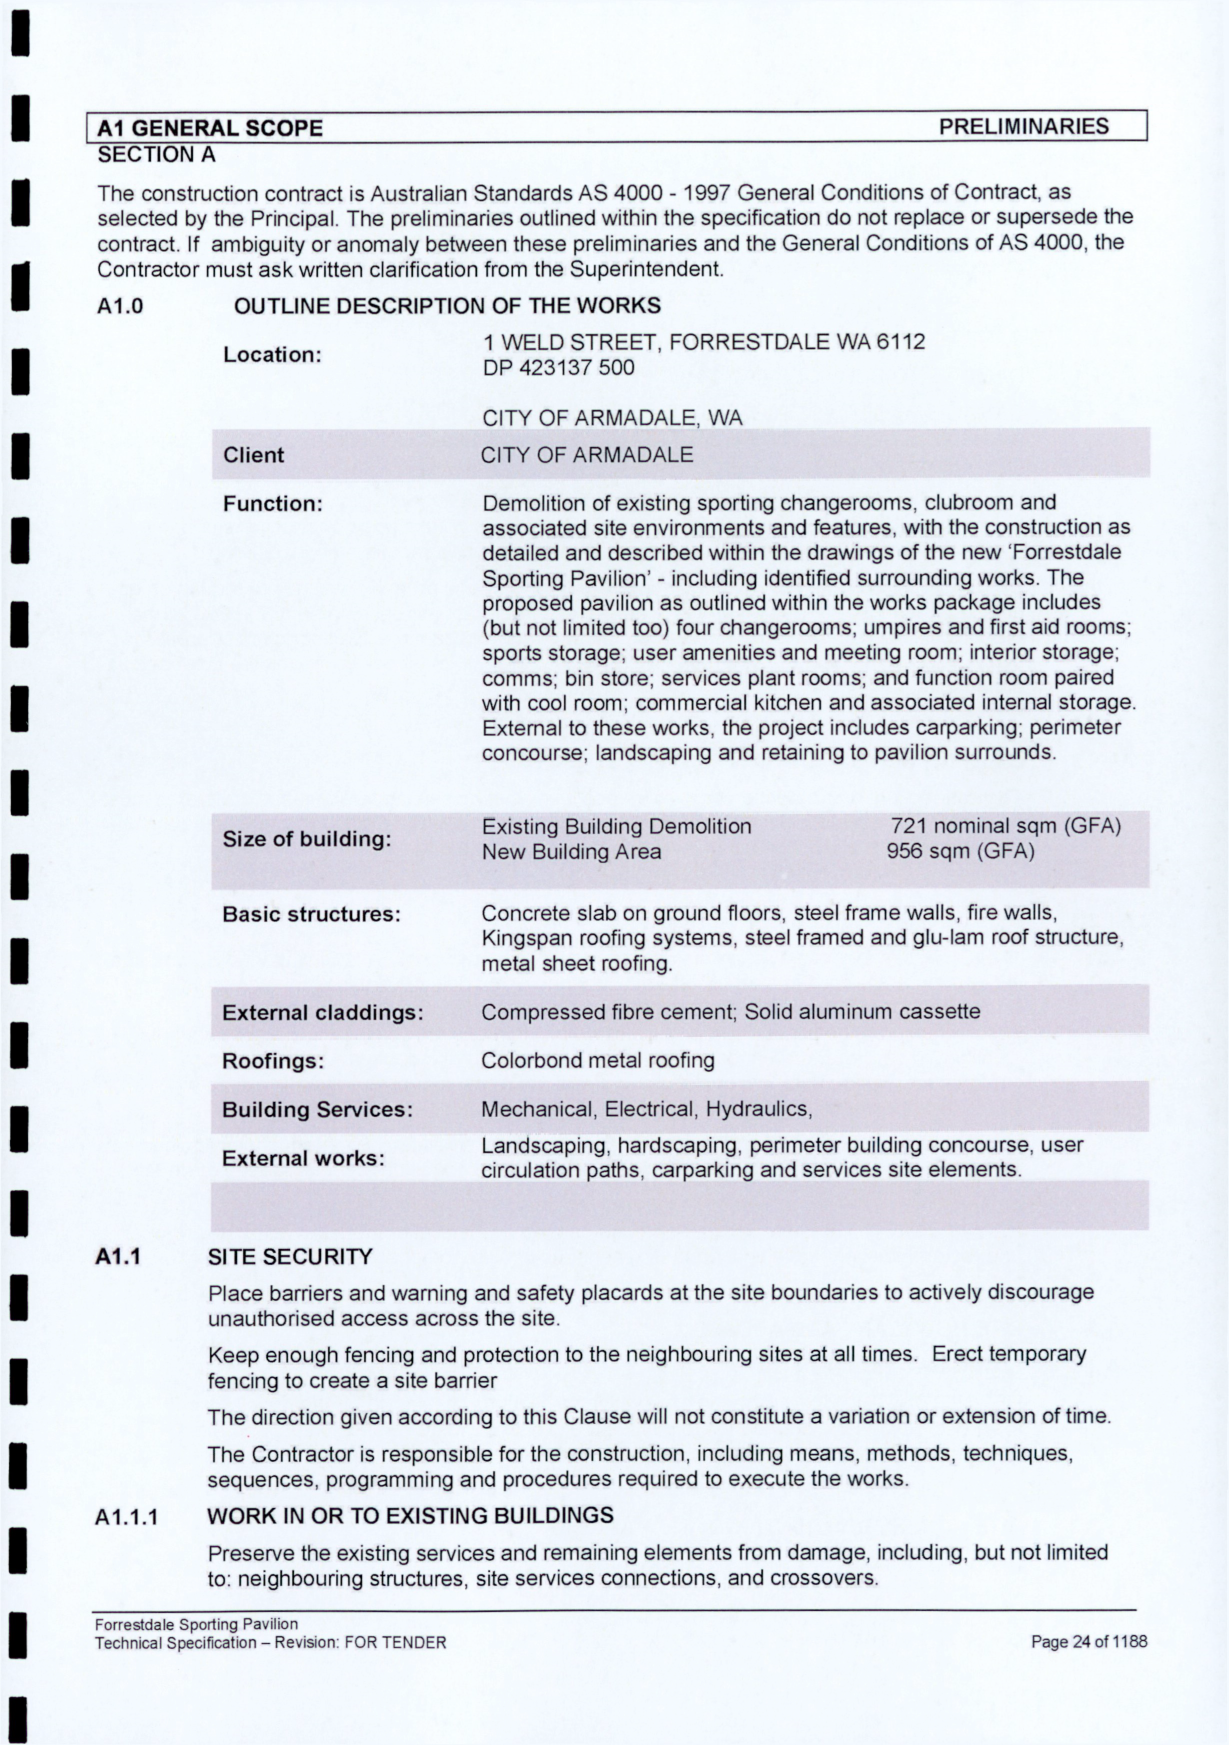 A1 GENERAL SCOPE PRELIMINARIES
SECTION A
The construction contract is Australian Standards AS 4000 - 1997 General Conditions of Contract, as
selected by the Principal. The preliminaries outlined within the specification do not replace or supersede the
contract. If ambiguity or anomaly between these preliminaries and the General Conditions of AS 4000, the
Contractor must ask written clarification from the Superintendent.
A1.0 OUTLINE DESCRIPTION OF THE WORKS
Location: 1 WELD STREET, FORRESTDALE WA 6112
DP 423137 500
CITY OF ARMADALE, WA
Client CITY OF ARMADALE
Function: Demolition of existing sporting changerooms, clubroom and
associated site environments and features, with the construction as
detailed and described within the drawings of the new ‘Forrestdale
Sporting Pavilion’ - including identified surrounding works. The
proposed pavilion as outlined within the works package includes
(but not limited too) four changerooms; umpires and first aid rooms;
sports storage; user amenities and meeting room; interior storage;
comms; bin store; services plant rooms; and function room paired
with cool room; commercial kitchen and associated internal storage.
External to these works, the project includes carparking; perimeter
concourse; landscaping and retaining to pavilion surrounds.
Size of building: Existing Building Demolition 721 nominal sqm (GFA)
New Building Area 956 sqm (GFA)
Basic structures: Concrete slab on ground floors, steel frame walls, fire walls,
Kingspan roofing systems, steel framed and glu-lam roof structure,
metal sheet roofing.
External claddings: Compressed fibre cement; Solid aluminum cassette
Roofings: Colorbond metal roofing
Building Services: Mechanical, Electrical, Hydraulics,
External works: Landscaping, hardscaping, perimeter building concourse, user
circulation paths, carparking and services site elements.
A1.1 SITE SECURITY
Place barriers and warning and safety placards at the site boundaries to actively discourage
unauthorised access across the site.
Keep enough fencing and protection to the neighbouring sites at all times. Erect temporary
fencing to create a site barrier
The direction given according to this Clause will not constitute a variation or extension of time.
The Contractor is responsible for the construction, including means, methods, techniques,
sequences, programming and procedures required to execute the works.
A1.1.1 WORK IN OR TO EXISTING BUILDINGS
Preserve the existing services and remaining elements from damage, including, but not limited
to: neighbouring structures, site services connections, and crossovers.
Forrestdale Sporting Pavilion
Technical Specification – Revision: FOR TENDER Page 24 of 1188